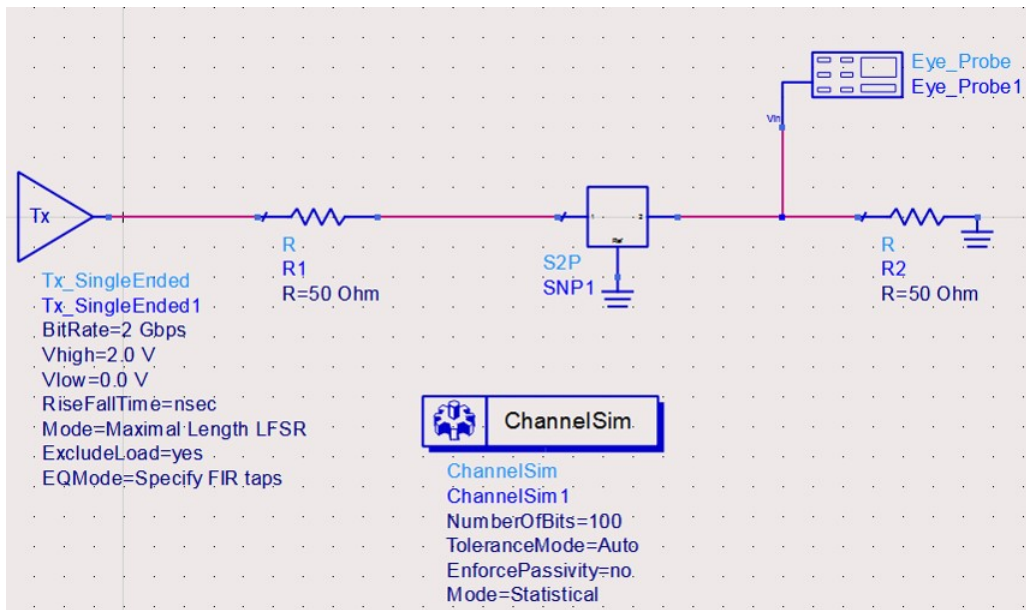 Eye_Probe
Eye_Probe1
Vin
Tx
1
2
Ref
R
R1
R=50 Ohm
S2P
SNP1
R
R2
R=50 Ohm
Tx_SingleEnded
Tx_SingleEnded1
BitRate=2 Gbps
Vhigh=2.0 V
Vlow=0.0 V
RiseFallTime=nsec
Mode=Maximal Length LFSR
ExcludeLoad=yes
EQMode=Specify FIR taps
ChannelSim
ChannelSim
ChannelSim1
NumberOfBits=100
ToleranceMode=Auto
EnforcePassivity=no
Mode=Statistical